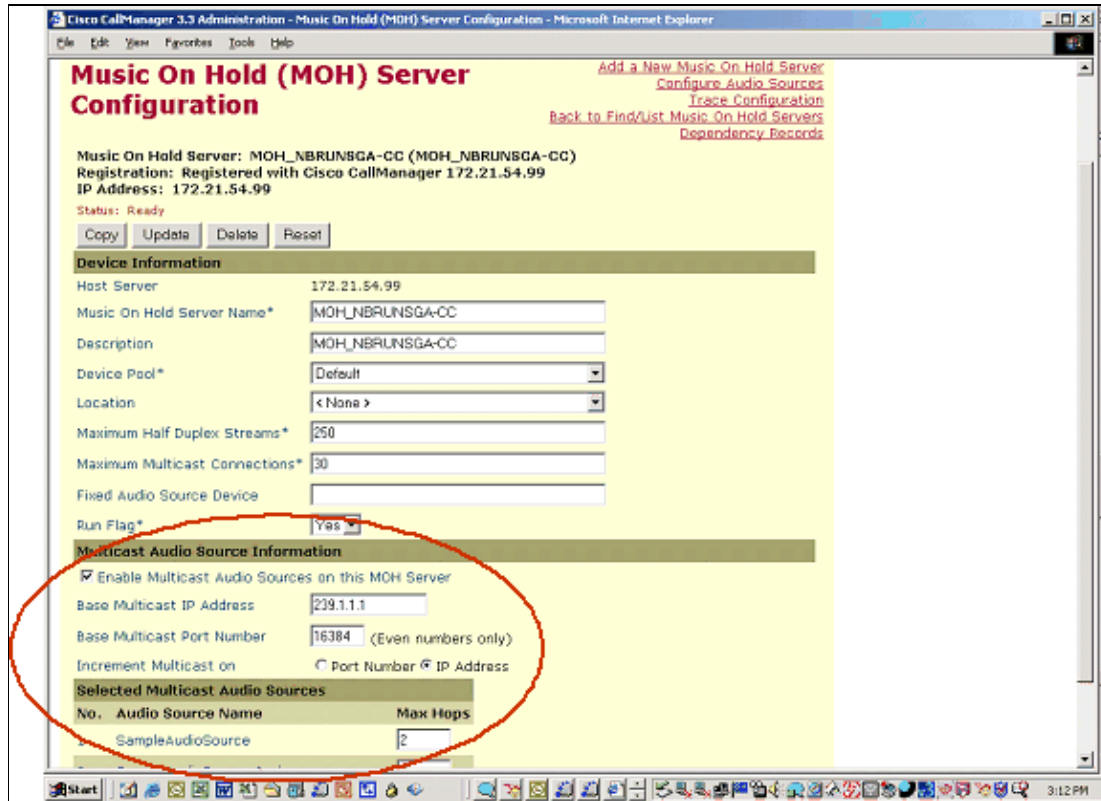 Cisco CallManager 3.3 Administration - Music On Hold (MOH) Server Configuration - Microsoft Internet Explorer
File Edit View Favorites Tools Help
Music On Hold (MOH) Server
Configuration
Add a New Music On Hold Server
Configure Audio Sources
Trace Configuration
Back to Find/List Music On Hold Servers
Dependency Records
Music On Hold Server: MOH_NBRUNSGA-CC (MOH_NBRUNSGA-CC)
Registration: Registered with Cisco CallManager 172.21.54.99
IP Address: 172.21.54.99
Status: Ready
Copy Update Delete Reset
Device Information
Host Server 172.21.54.99
Music On Hold Server Name* MOH_NBRUNSGA-CC
Description MOH_NBRUNSGA-CC
Device Pool* Default
Location < None >
Maximum Half Duplex Streams* 250
Maximum Multicast Connections* 30
Fixed Audio Source Device
Run Flag* Yes
Multicast Audio Source Information
Enable Multicast Audio Sources on this MOH Server
Base Multicast IP Address 239.1.1.1
Base Multicast Port Number 16384 (Even numbers only)
Increment Multicast on Port Number IP Address
Selected Multicast Audio Sources
No. Audio Source Name Max Hops
1 SampleAudioSource 2
Start 3:12 PM